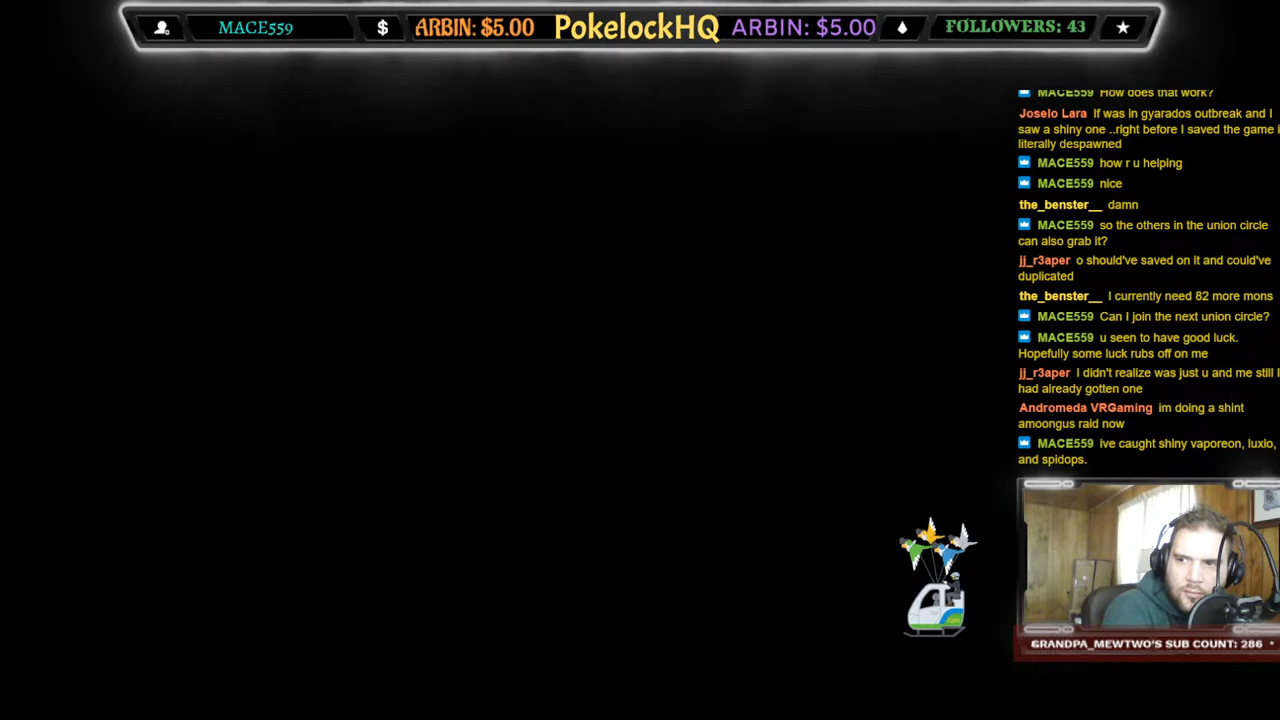 MACE559 $ ARBIN: $5.00 PokelockHQ ARBIN: $5.00 FOLLOWERS: 43
MACE559 How does that work?
Joselo Lara If was in gyarados outbreak and I
saw a shiny one ..right before I saved the game i
literally despawned
MACE559 how r u helping
MACE559 nice
the_benster__ damn
MACE559 so the others in the union circle
can also grab it?
jj_r3aper o should've saved on it and could've
duplicated
the_benster__ I currently need 82 more mons
MACE559 Can I join the next union circle?
MACE559 u seen to have good luck.
Hopefully some luck rubs off on me
jj_r3aper I didn't realize was just u and me still I
had already gotten one
Andromeda VRGaming im doing a shint
amoongus raid now
MACE559 ive caught shiny vaporeon, luxio,
and spidops.
GRANDPA_MEWTWO'S SUB COUNT: 286 *